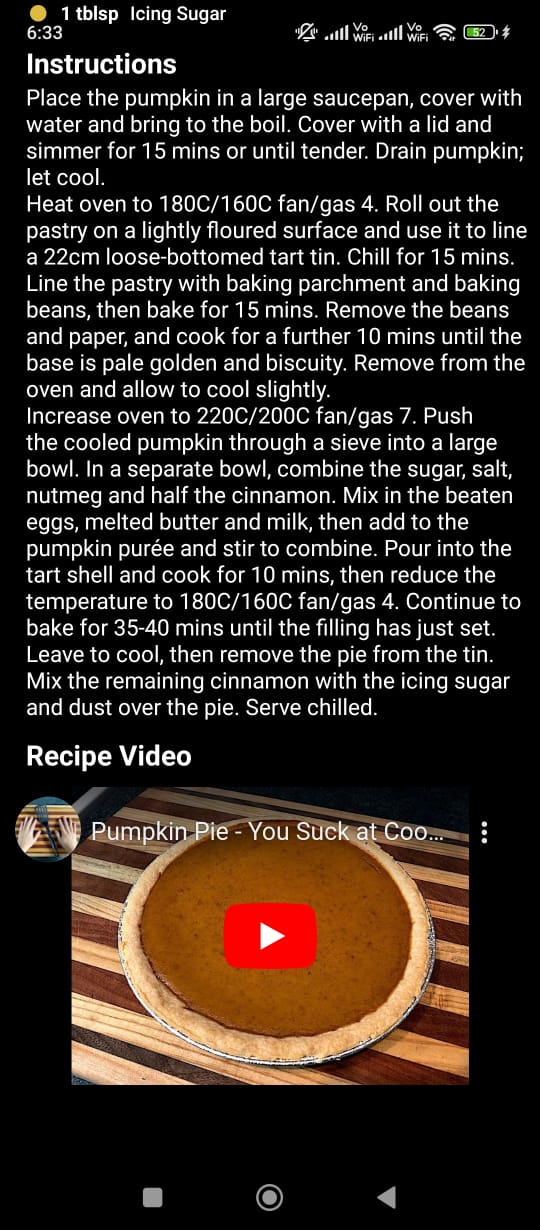 1 tblsp Icing Sugar
6:33
Vo
WiFi
Vo
WiFi
52
Instructions
Place the pumpkin in a large saucepan, cover with
water and bring to the boil. Cover with a lid and
simmer for 15 mins or until tender. Drain pumpkin;
let cool.
Heat oven to 180C/160C fan/gas 4. Roll out the
pastry on a lightly floured surface and use it to line
a 22cm loose-bottomed tart tin. Chill for 15 mins.
Line the pastry with baking parchment and baking
beans, then bake for 15 mins. Remove the beans
and paper, and cook for a further 10 mins until the
base is pale golden and biscuity. Remove from the
oven and allow to cool slightly.
Increase oven to 220C/200C fan/gas 7. Push
the cooled pumpkin through a sieve into a large
bowl. In a separate bowl, combine the sugar, salt,
nutmeg and half the cinnamon. Mix in the beaten
eggs, melted butter and milk, then add to the
pumpkin purée and stir to combine. Pour into the
tart shell and cook for 10 mins, then reduce the
temperature to 180C/160C fan/gas 4. Continue to
bake for 35-40 mins until the filling has just set.
Leave to cool, then remove the pie from the tin.
Mix the remaining cinnamon with the icing sugar
and dust over the pie. Serve chilled.
Recipe Video
Pumpkin Pie - You Suck at Coo...